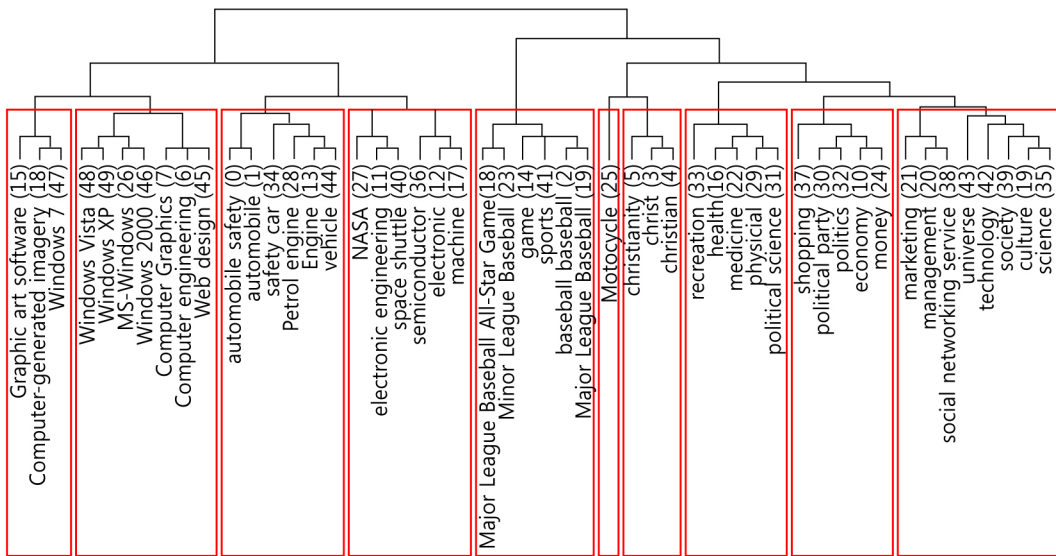 Graphic art software (15)
Computer-generated imagery (18)
Windows 7 (47)
Windows Vista (48)
Windows XP (49)
MS-Windows (26)
Windows 2000 (46)
Computer Graphics (7)
Computer engineering (6)
Web design (45)
automobile safety (0)
automobile (1)
safety car (34)
Petrol engine (28)
Engine (13)
vehicle (44)
NASA (27)
electronic engineering (11)
space shuttle (40)
semiconductor (36)
electronic (12)
machine (17)
Major League Baseball All-Star Game (18)
Minor League Baseball (23)
game (14)
sports (41)
baseball baseball (2)
Major League Baseball (19)
Motocycle (25)
christianity (5)
christ (3)
christian (4)
recreation (33)
health (16)
medicine (22)
physicial (29)
political science (31)
shopping (37)
political party (30)
politics (32)
economy (10)
money (24)
marketing (21)
management (20)
social networking service (38)
universe (43)
technology (42)
society (39)
culture (19)
science (35)